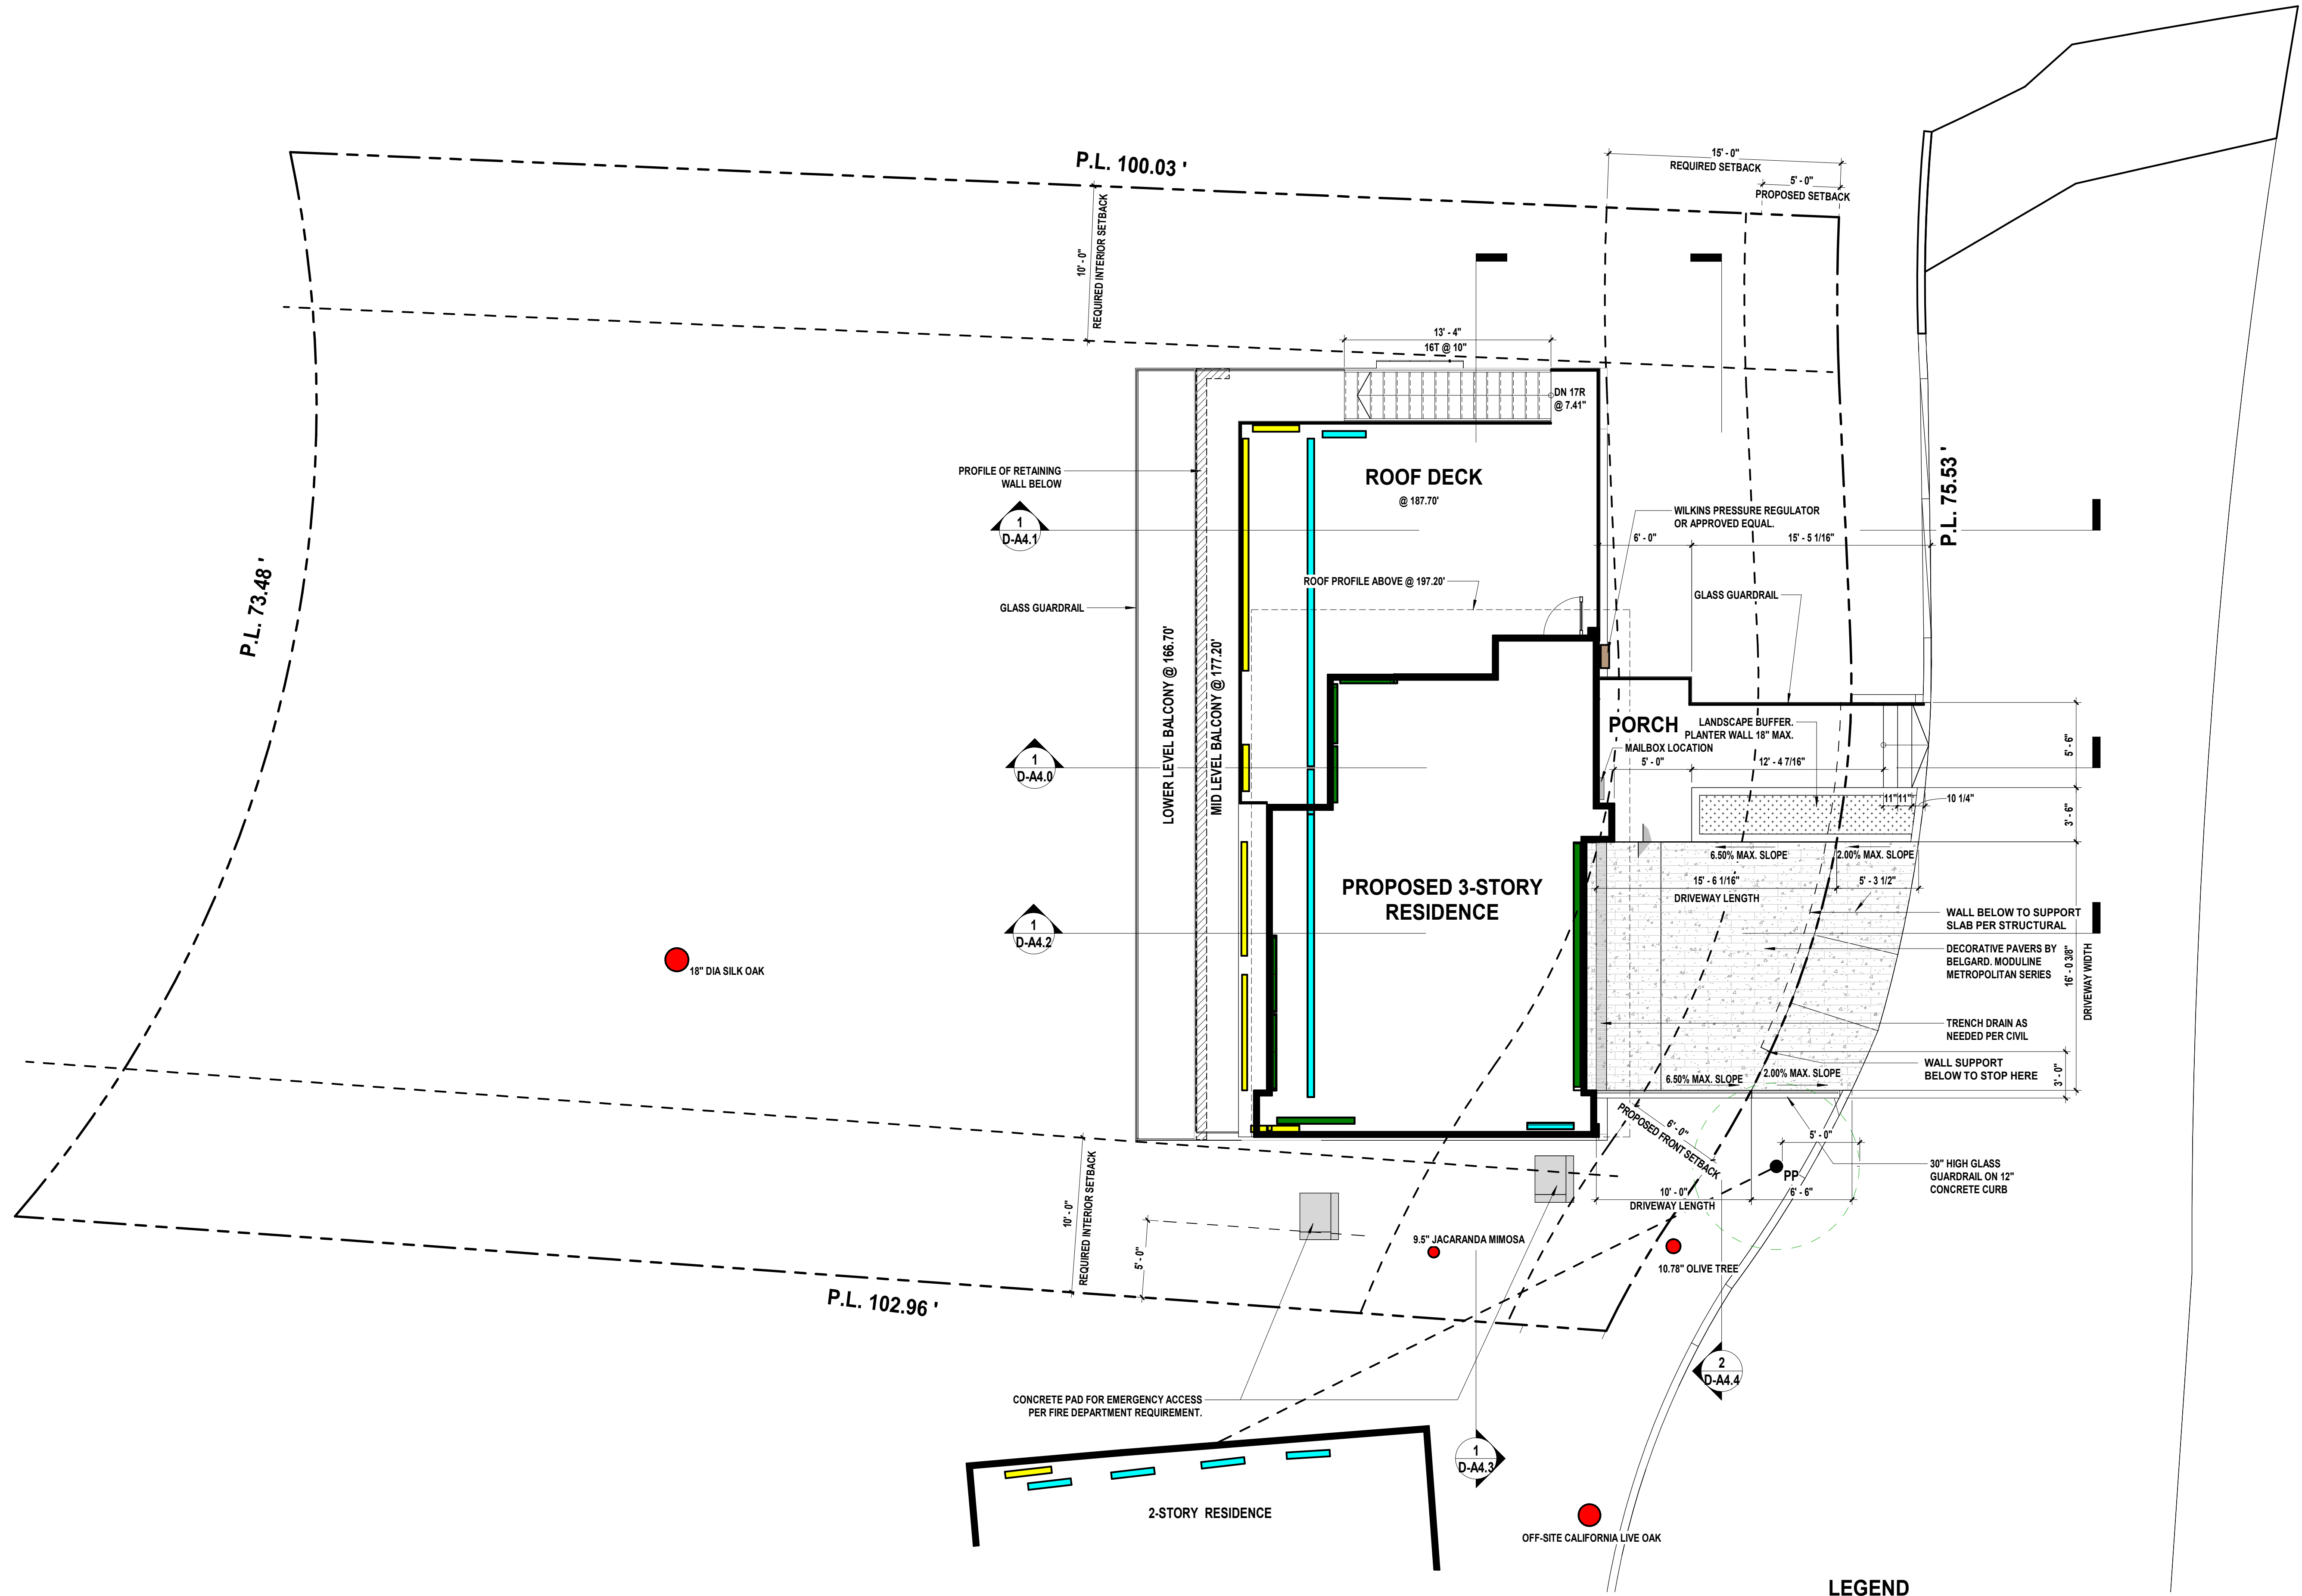 P.L. 100.03 '
15' - 0"
REQUIRED SETBACK
5' - 0"
PROPOSED SETBACK
10' - 0"
REQUIRED INTERIOR SETBACK
13' - 4"
16T @ 10"
DN 17R
@ 7.41"
PROFILE OF RETAINING
WALL BELOW
ROOF DECK
@ 187.70'
1
D-A4.1
WILKINS PRESSURE REGULATOR
OR APPROVED EQUAL.
6' - 0"
15' - 5 1/16"
P.L. 75.53 '
P.L. 73.48 '
ROOF PROFILE ABOVE @ 197.20'
GLASS GUARDRAIL
GLASS GUARDRAIL
LOWER LEVEL BALCONY @ 166.70'
MID LEVEL BALCONY @ 177.20'
PORCH
LANDSCAPE BUFFER.
PLANTER WALL 18" MAX.
MAILBOX LOCATION
5' - 0"
12' - 4 7/16"
5' - 6"
1
D-A4.0
11"
11"
10 1/4"
3' - 6"
6.50% MAX. SLOPE
2.00% MAX. SLOPE
PROPOSED 3-STORY
RESIDENCE
15' - 6 1/16"
DRIVEWAY LENGTH
5' - 3 1/2"
1
D-A4.2
WALL BELOW TO SUPPORT
SLAB PER STRUCTURAL
DECORATIVE PAVERS BY
BELGARD. MODULINE
METROPOLITAN SERIES
16' - 0 3/8"
DRIVEWAY WIDTH
18" DIA SILK OAK
TRENCH DRAIN AS
NEEDED PER CIVIL
WALL SUPPORT
BELOW TO STOP HERE
3' - 0"
6.50% MAX. SLOPE
2.00% MAX. SLOPE
6' - 0"
PROPOSED FRONT SETBACK
5' - 0"
PP
30" HIGH GLASS
GUARDRAIL ON 12"
CONCRETE CURB
10' - 0"
DRIVEWAY LENGTH
6' - 6"
10' - 0"
REQUIRED INTERIOR SETBACK
5' - 0"
9.5" JACARANDA MIMOSA
10.78" OLIVE TREE
P.L. 102.96 '
2
D-A4.4
CONCRETE PAD FOR EMERGENCY ACCESS
PER FIRE DEPARTMENT REQUIREMENT.
1
D-A4.3
2-STORY RESIDENCE
OFF-SITE CALIFORNIA LIVE OAK
LEGEND